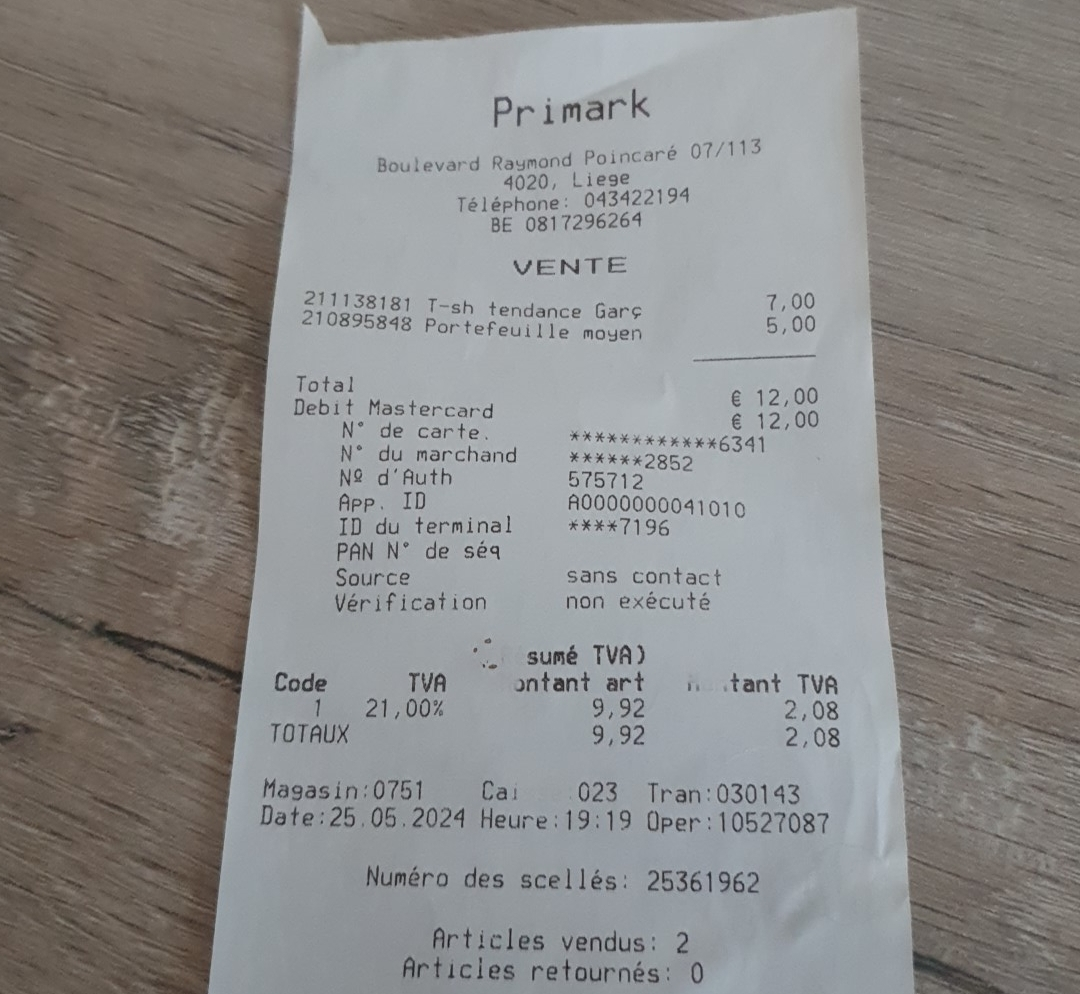 Primark
Boulevard Raymond Poincaré 07/113
4020, Liege
Téléphone: 043422194
BE 0817296264
VENTE
211138181 T-sh tendance Garç 7,00
210895848 Portefeuille moyen 5,00
Total € 12,00
Debit Mastercard € 12,00
N° de carte. ************6341
N° du marchand ******2852
Nº d'Auth 575712
App. ID A0000000041010
ID du terminal ****7196
PAN N° de séq
Source sans contact
Vérification non exécuté
sumé TVA)
Code TVA ontant art tant TVA
1 21,00% 9,92 2,08
TOTAUX 9,92 2,08
Magasin:0751 Cai 023 Tran:030143
Date:25.05.2024 Heure:19:19 Oper:10527087
Numéro des scellés: 25361962
Articles vendus: 2
Articles retournés: 0